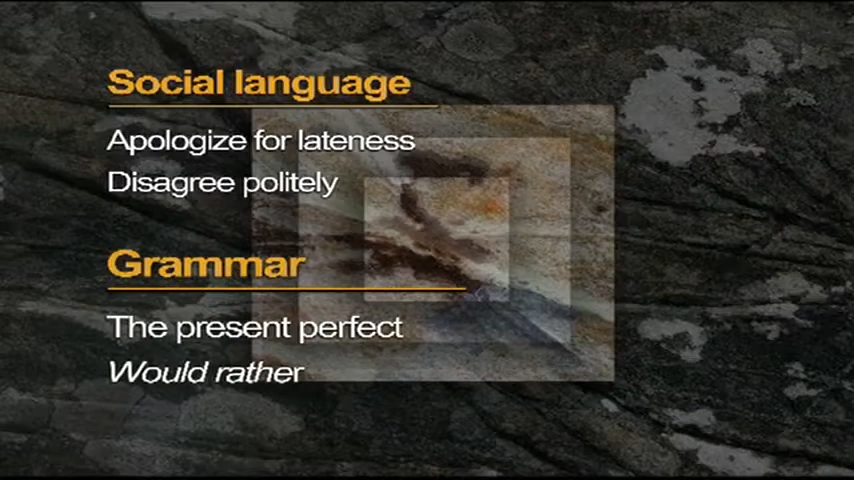 Social language
Apologize for lateness
Disagree politely
Grammar
The present perfect
Would rather